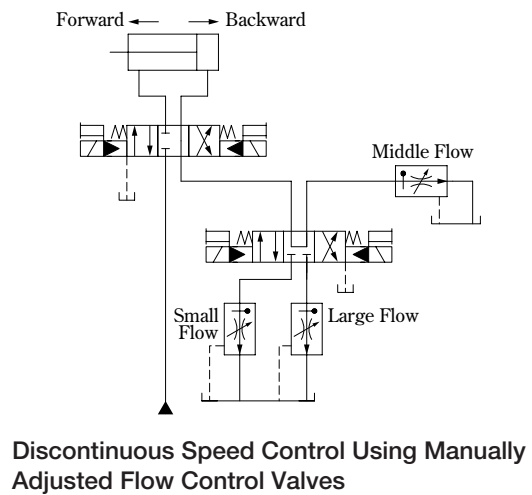 Forward Backward
Middle Flow
Small
Flow
Large Flow
Discontinuous Speed Control Using Manually
Adjusted Flow Control Valves